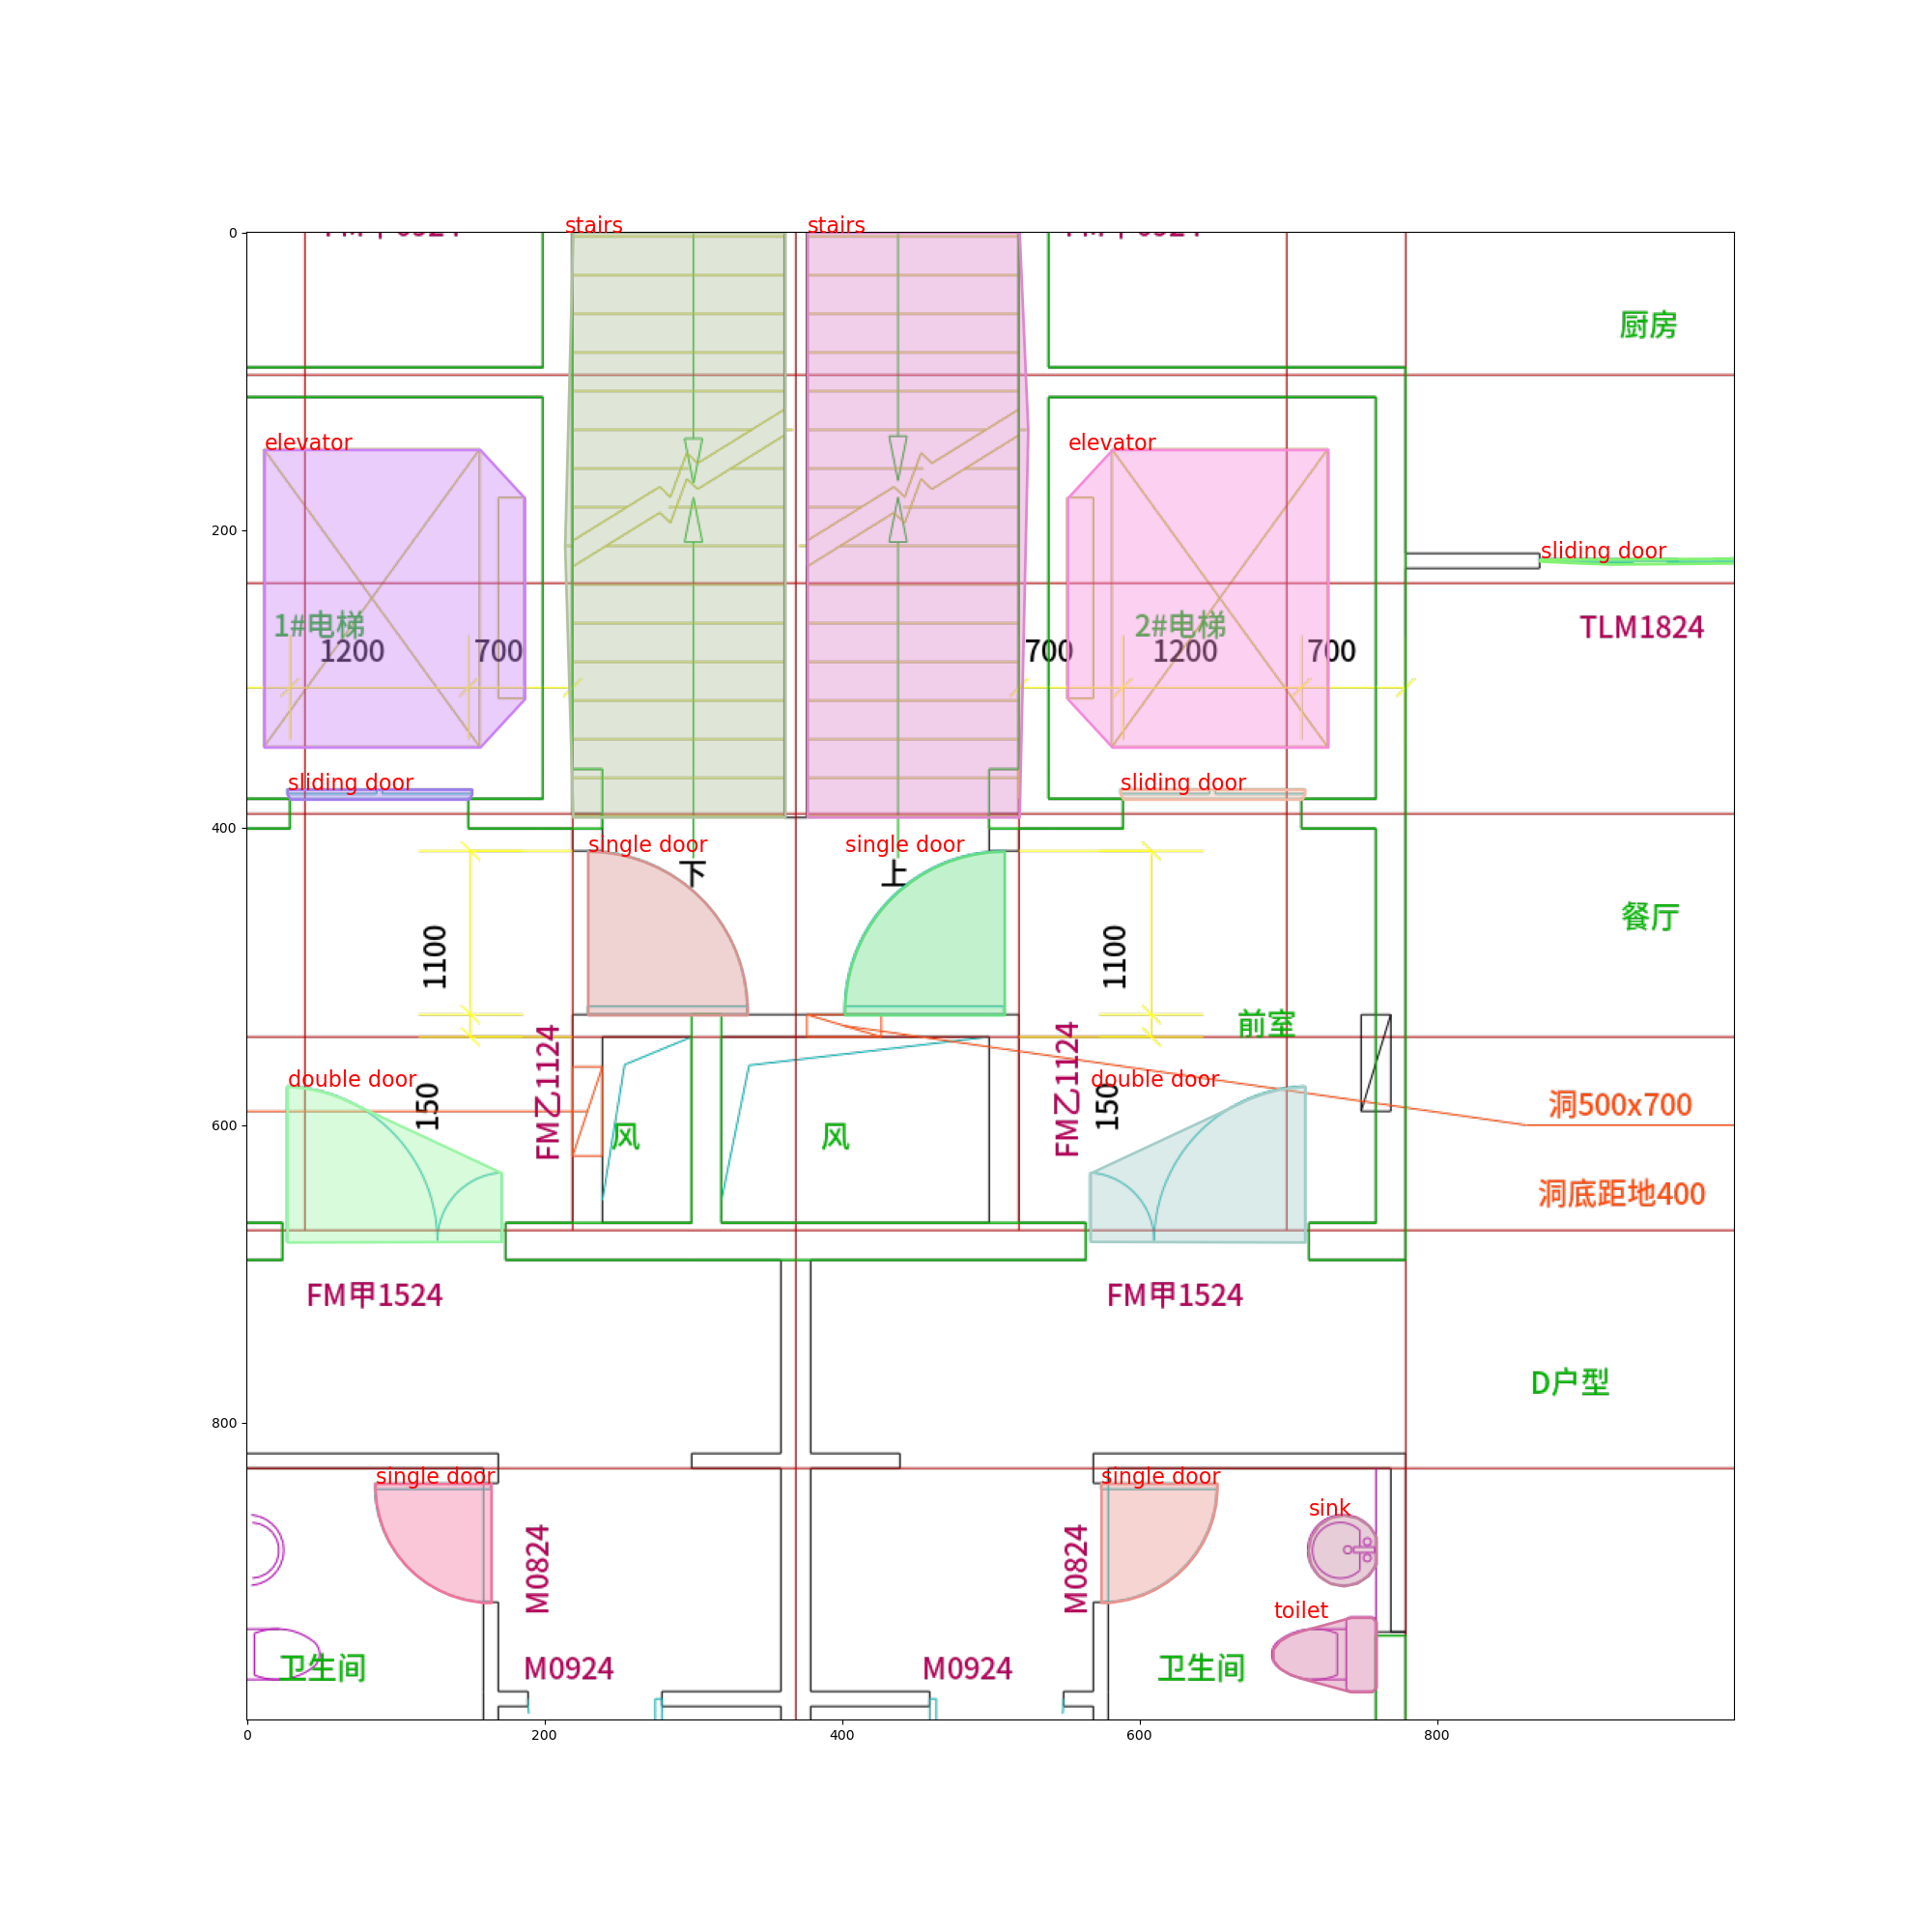 stairs
stairs
0
厨房
elevator
elevator
200
sliding door
1#电梯
2#电梯
TLM1824
1200
700
700
1200
700
sliding door
sliding door
400
single door
single door
下
上
餐厅
1100
1100
前室
FM乙1124
FM乙1124
double door
double door
150
150
洞500x700
600
风
风
洞底距地400
FM甲1524
FM甲1524
D户型
800
single door
single door
sink
M0824
M0824
toilet
卫生间
M0924
M0924
卫生间
0
200
400
600
800